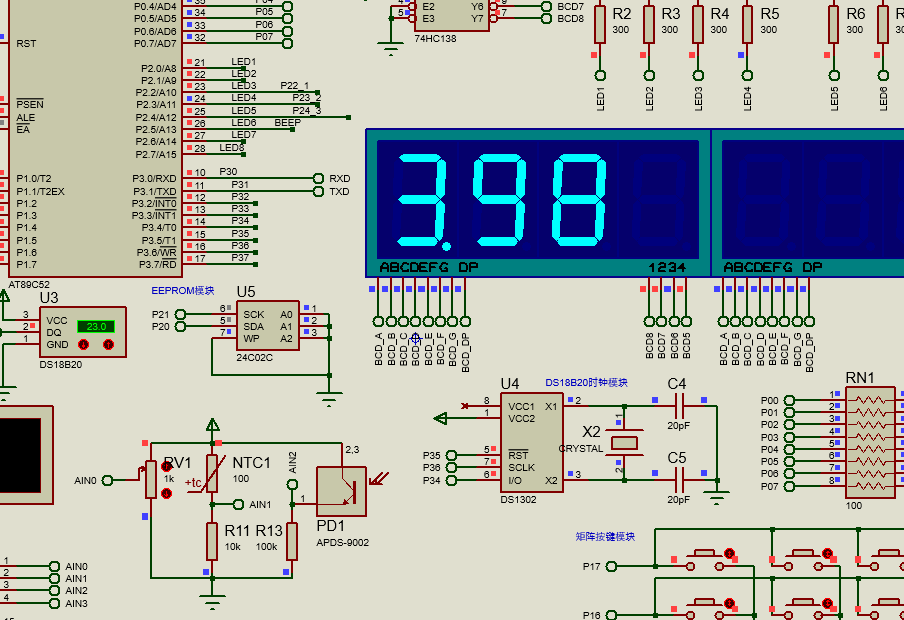 P0.4/AD4 35 P04
P0.5/AD5 34 P05
P0.6/AD6 33 P06
P0.7/AD7 32 P07
RST
P2.0/A8 21 LED1
P2.1/A9 22 LED2
P2.2/A10 23 LED3 P22_1
P2.3/A11 24 LED4 P23_2
P2.4/A12 25 LED5 P24_3
P2.5/A13 26 LED6 BEEP
P2.6/A14 27 LED7
P2.7/A15 28 LED8
PSEN
ALE
EA
P1.0/T2 P3.0/RXD 10 P30 RXD
P1.1/T2EX P3.1/TXD 11 P31 TXD
P1.2 P3.2/INT0 12 P32
P1.3 P3.3/INT1 13 P33
P1.4 P3.4/T0 14 P34
P1.5 P3.5/T1 15 P35
P1.6 P3.6/WR 16 P36
P1.7 P3.7/RD 17 P37
AT89C52
4 E2 Y6 9 BCD7
5 E3 Y7 7 BCD8
74HC138
R2 R3 R4 R5 R6
300 300 300 300 300
LED1 LED2 LED3 LED4 LED5 LED6
3.98
ABCDEFG DP 1234 ABCDEFG DP
BCD_A BCD_B BCD_C BCD_D BCD_E BCD_F BCD_G BCD_DP
BCD8 BCD7 BCD6 BCD5
BCD_A BCD_B BCD_C BCD_D BCD_E BCD_F BCD_G BCD_DP
U3
3 VCC
2 DQ 23.0
1 GND
DS18B20
EEPROM模块
U5
P21 6 SCK A0 1
P20 5 SDA A1 2
7 WP A2 3
24C02C
DS18B20时钟模块
U4
8 VCC1 X1 2
1 VCC2
P35 5 RST
P36 7 SCLK
P34 6 I/O X2 3
DS1302
X2
CRYSTAL
1
2
C4
20pF
C5
20pF
RN1
P00 1
P01 2
P02 3
P03 4
P04 5
P05 6
P06 7
P07 8
100
AIN0
RV1
1k
+tc
NTC1
100
AIN1
R11
10k
R13
100k
AIN2
2,3
1
PD1
APDS-9002
1 AIN0
2 AIN1
3 AIN2
4 AIN3
矩阵按键模块
P17
P16